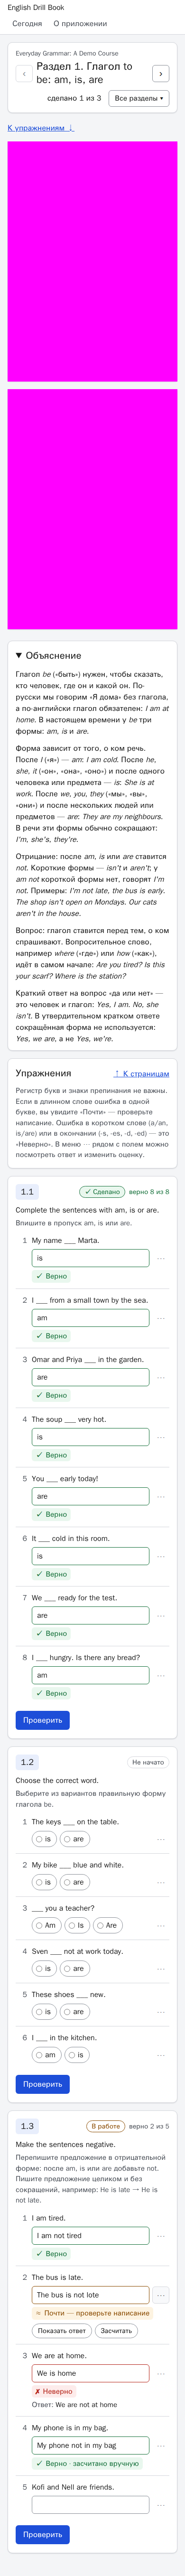 English Drill Book
Сегодня О приложении
Everyday Grammar: A Demo Course
‹ Раздел 1. Глагол to
be: am, is, are ›
сделано 1 из 3 Все разделы ▾
К упражнениям ↓
▼ Объяснение
Глагол be («быть») нужен, чтобы сказать,
кто человек, где он и какой он. По-
русски мы говорим «Я дома» без глагола,
а по-английски глагол обязателен: I am at
home. В настоящем времени у be три
формы: am, is и are.
Форма зависит от того, о ком речь.
После I («я») — am: I am cold. После he,
she, it («он», «она», «оно») и после одного
человека или предмета — is: She is at
work. После we, you, they («мы», «вы»,
«они») и после нескольких людей или
предметов — are: They are my neighbours.
В речи эти формы обычно сокращают:
I'm, she's, they're.
Отрицание: после am, is или are ставится
not. Короткие формы — isn't и aren't; у
am not короткой формы нет, говорят I'm
not. Примеры: I'm not late, the bus is early.
The shop isn't open on Mondays. Our cats
aren't in the house.
Вопрос: глагол ставится перед тем, о ком
спрашивают. Вопросительное слово,
например where («где») или how («как»),
идёт в самом начале: Are you tired? Is this
your scarf? Where is the station?
Краткий ответ на вопрос «да или нет» —
это человек и глагол: Yes, I am. No, she
isn't. В утвердительном кратком ответе
сокращённая форма не используется:
Yes, we are, а не Yes, we're.
Упражнения ↑ К страницам
Регистр букв и знаки препинания не важны.
Если в длинном слове ошибка в одной
букве, вы увидите «Почти» — проверьте
написание. Ошибка в коротком слове (a/an,
is/are) или в окончании (-s, -es, -d, -ed) — это
«Неверно». В меню ··· рядом с полем можно
посмотреть ответ и изменить оценку.
1.1 ✓ Сделано верно 8 из 8
Complete the sentences with am, is or are.
Впишите в пропуск am, is или are.
1 My name ___ Marta.
is ···
✓ Верно
2 I ___ from a small town by the sea.
am ···
✓ Верно
3 Omar and Priya ___ in the garden.
are ···
✓ Верно
4 The soup ___ very hot.
is ···
✓ Верно
5 You ___ early today!
are ···
✓ Верно
6 It ___ cold in this room.
is ···
✓ Верно
7 We ___ ready for the test.
are ···
✓ Верно
8 I ___ hungry. Is there any bread?
am ···
✓ Верно
Проверить
1.2 Не начато
Choose the correct word.
Выберите из вариантов правильную форму
глагола be.
1 The keys ___ on the table.
is are ···
2 My bike ___ blue and white.
is are ···
3 ___ you a teacher?
Am Is Are ···
4 Sven ___ not at work today.
is are ···
5 These shoes ___ new.
is are ···
6 I ___ in the kitchen.
am is ···
Проверить
1.3 В работе верно 2 из 5
Make the sentences negative.
Перепишите предложение в отрицательной
форме: после am, is или are добавьте not.
Пишите предложение целиком и без
сокращений, например: He is late → He is
not late.
1 I am tired.
I am not tired ···
✓ Верно
2 The bus is late.
The bus is not lote ···
≈ Почти — проверьте написание
Показать ответ Засчитать
3 We are at home.
We is home ···
✗ Неверно
Ответ: We are not at home
4 My phone is in my bag.
My phone not in my bag ···
✓ Верно · засчитано вручную
5 Kofi and Nell are friends.
···
Проверить